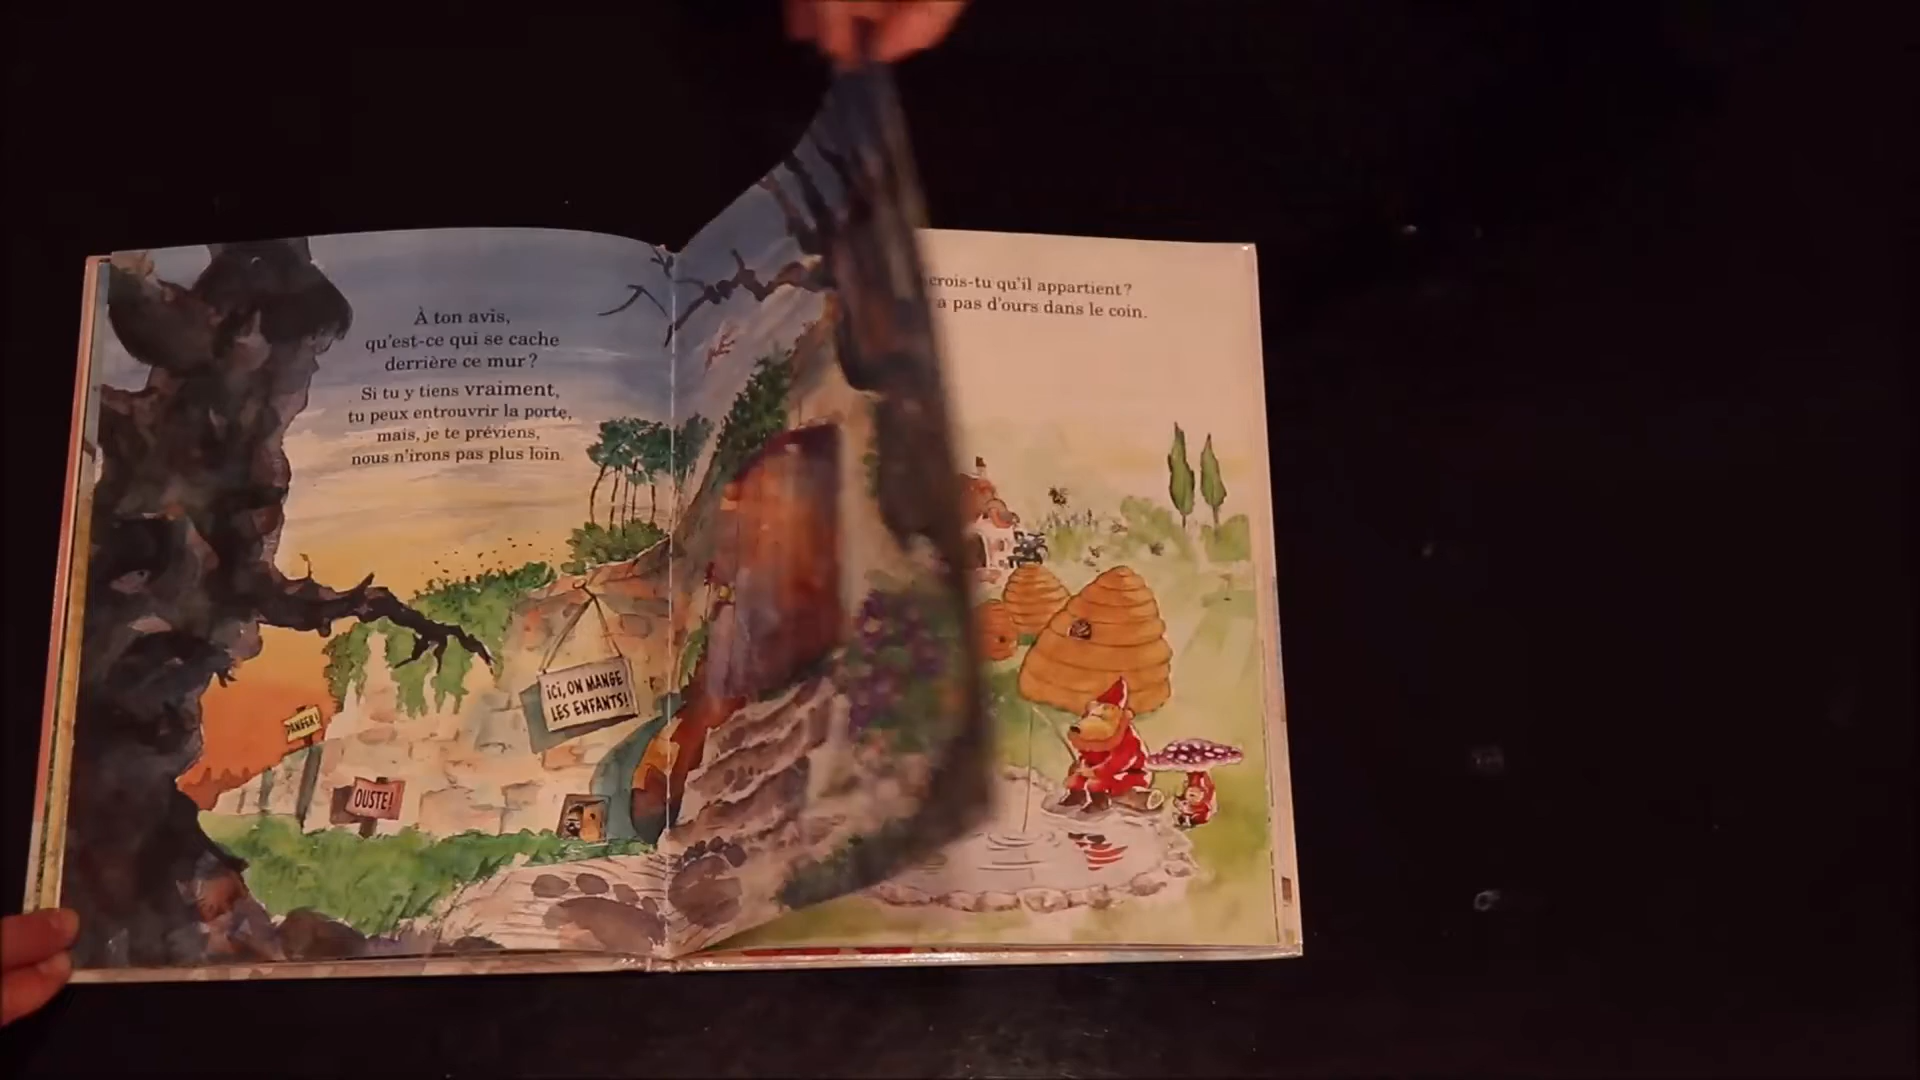 À ton avis,
qu'est-ce qui se cache
derrière ce mur ?
Si tu y tiens vraiment,
tu peux entrouvrir la porte,
mais, je te préviens,
nous n'irons pas plus loin.
ICI, ON MANGE
LES ENFANTS!
DANGER!
OUSTE!
crois-tu qu'il appartient ?
a pas d'ours dans le coin.